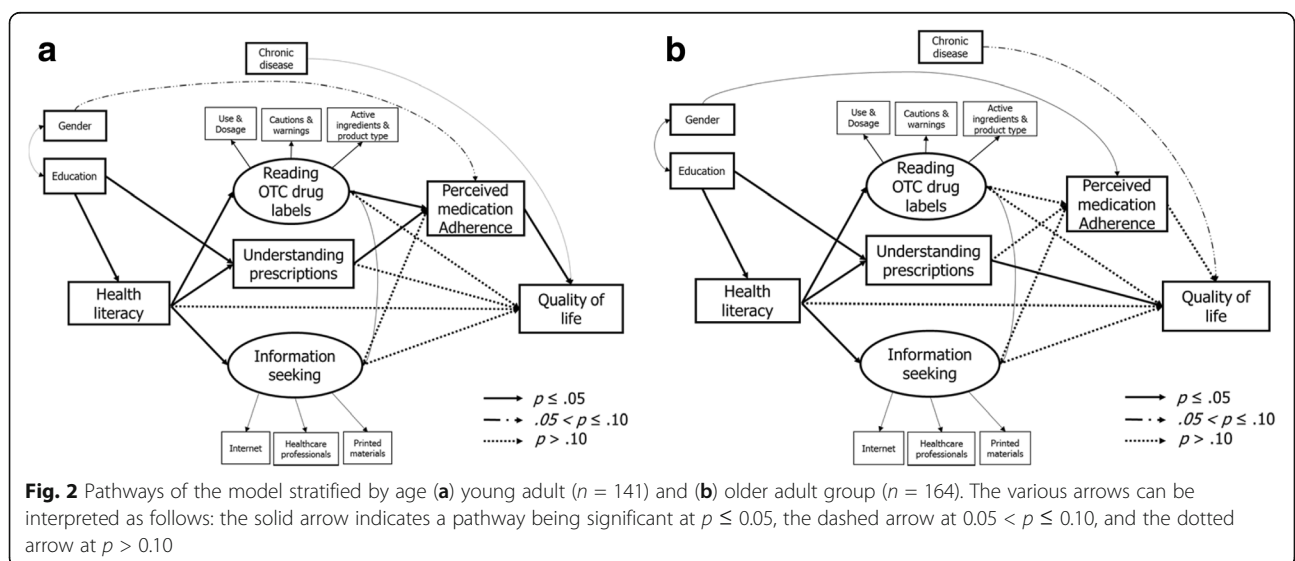 a
Chronic
disease
Gender
Education
Use &
Dosage
Cautions &
warnings
Active
ingredients &
product type
Reading
OTC drug
labels
Perceived
medication
Adherence
Understanding
prescriptions
Health
literacy
Quality of
life
Information
seeking
Internet
Healthcare
professionals
Printed
materials
p ≤ .05
.05 < p ≤ .10
p > .10
b
Chronic
disease
Gender
Education
Use &
Dosage
Cautions &
warnings
Active
ingredients &
product type
Reading
OTC drug
labels
Perceived
medication
Adherence
Understanding
prescriptions
Health
literacy
Quality of
life
Information
seeking
Internet
Healthcare
professionals
Printed
materials
p ≤ .05
.05 < p ≤ .10
p > .10
Fig. 2 Pathways of the model stratified by age (a) young adult (n = 141) and (b) older adult group (n = 164). The various arrows can be
interpreted as follows: the solid arrow indicates a pathway being significant at p ≤ 0.05, the dashed arrow at 0.05 < p ≤ 0.10, and the dotted
arrow at p > 0.10